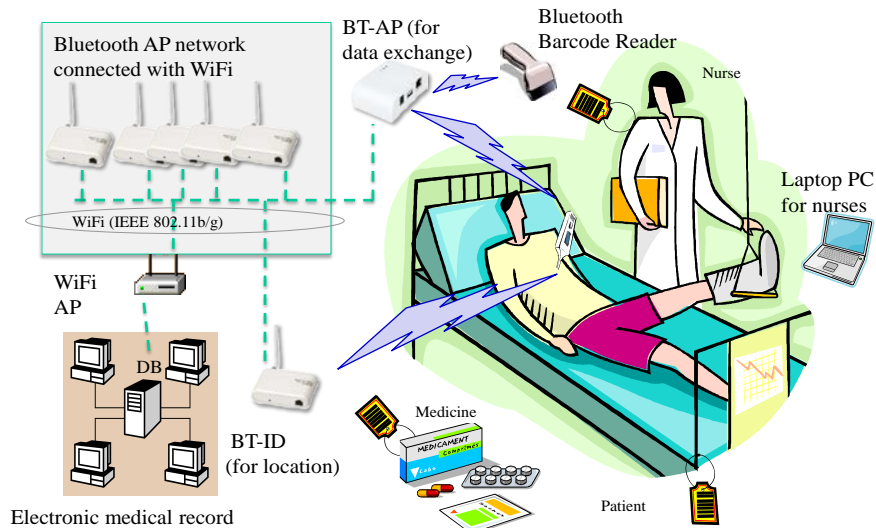 Bluetooth AP network
connected with WiFi
BT-AP (for
data exchange)
Bluetooth
Barcode Reader
Nurse
Laptop PC
for nurses
WiFi (IEEE 802.11b/g)
WiFi
AP
DB
BT-ID
(for location)
Medicine
MEDICAMENT
Comprimes
Labo
Patient
Electronic medical record